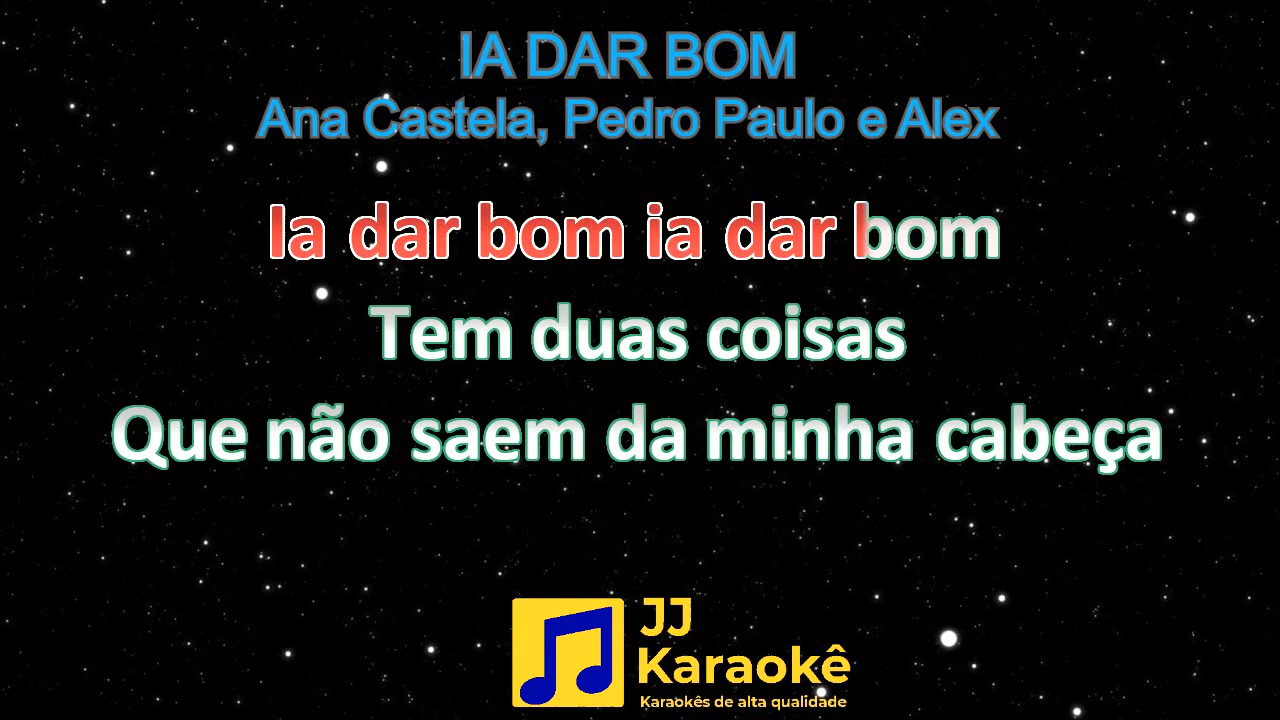 IA DAR BOM
Ana Castela, Pedro Paulo e Alex
Ia dar bom ia dar bom
Tem duas coisas
Que não saem da minha cabeça
JJ
Karaokê
Karaokês de alta qualidade